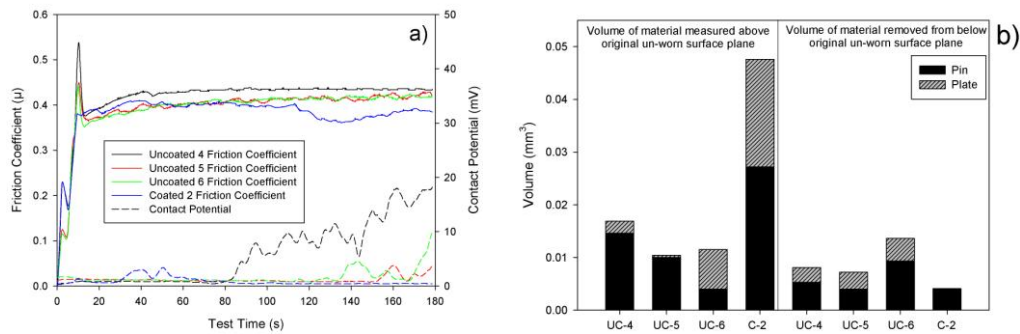 a)
Friction Coefficient (μ)
0.6
0.5
0.4
0.3
0.2
0.1
0.0
Uncoated 4 Friction Coefficient
Uncoated 5 Friction Coefficient
Uncoated 6 Friction Coefficient
Coated 2 Friction Coefficient
Contact Potential
50
40
30
20
10
0
Contact Potential (mV)
0 20 40 60 80 100 120 140 160 180
Test Time (s)
b)
Volume of material measured above
original un-worn surface plane
Volume of material removed from below
original un-worn surface plane
Pin
Plate
Volume (mm³)
0.05
0.04
0.03
0.02
0.01
0.00
UC-4 UC-5 UC-6 C-2 UC-4 UC-5 UC-6 C-2